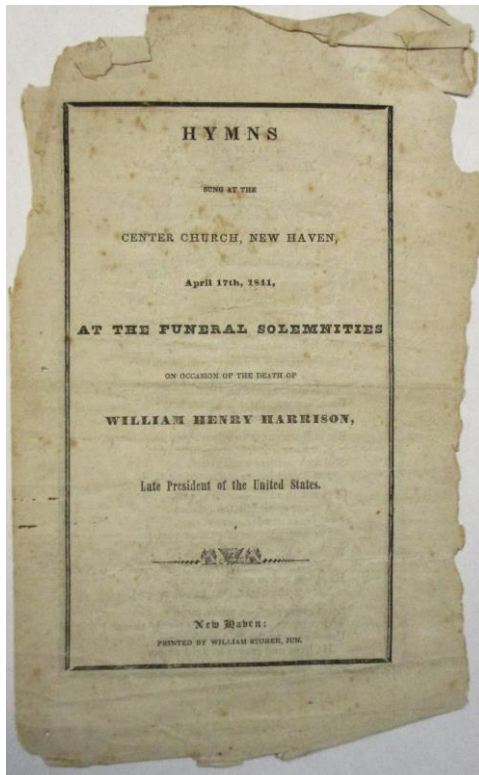 HYMNS
SUNG AT THE
CENTER CHURCH, NEW HAVEN,
April 17th, 1841,
AT THE FUNERAL SOLEMNITIES
ON OCCASION OF THE DEATH OF
WILLIAM HENRY HARRISON,
Late President of the United States.
New Haven:
PRINTED BY WILLIAM STORER, JUN.